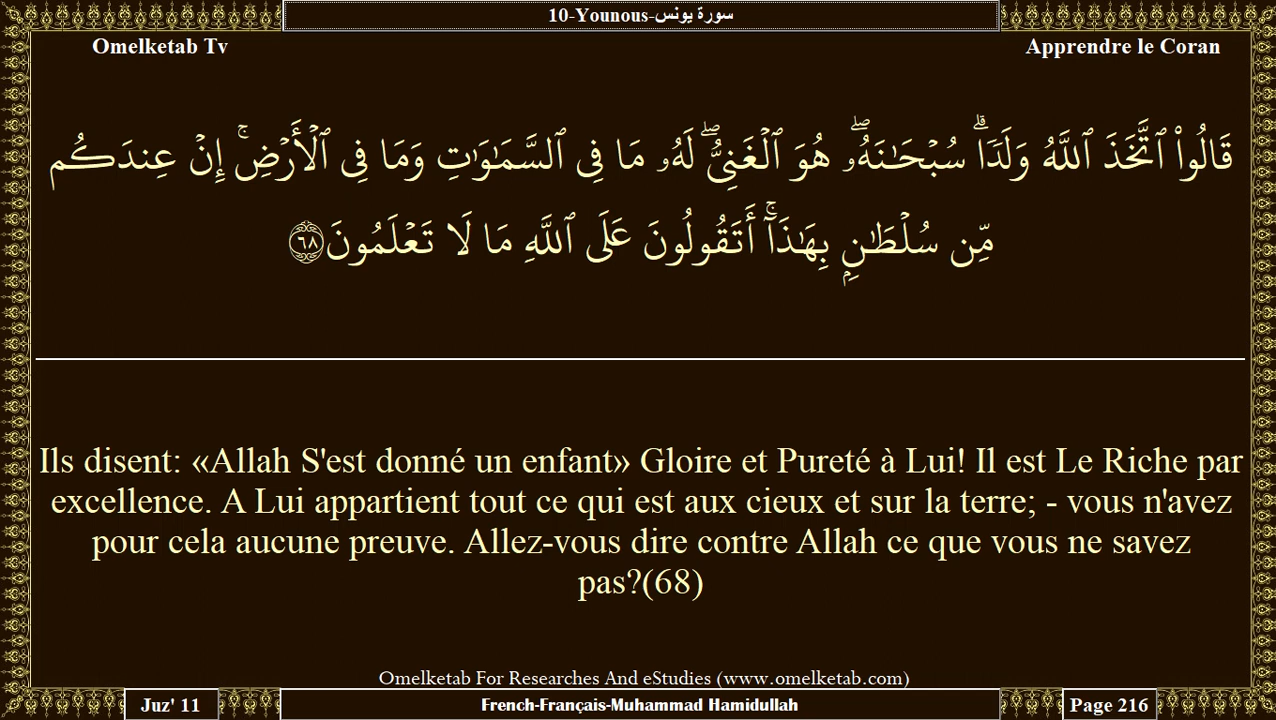 10-Younous-سورة يونس
Omelketab Tv
Apprendre le Coran
قَالُوا۟ ٱتَّخَذَ ٱللَّهُ وَلَدًۭا ۗ سُبْحَـٰنَهُۥ ۖ هُوَ ٱلْغَنِىُّ ۖ لَهُۥ مَا فِى ٱلسَّمَـٰوَٰتِ وَمَا فِى ٱلْأَرْضِ ۚ إِنْ عِندَكُم
مِّن سُلْطَـٰنٍۭ بِهَـٰذَآ ۚ أَتَقُولُونَ عَلَى ٱللَّهِ مَا لَا تَعْلَمُونَ ٦٨
Ils disent: «Allah S'est donné un enfant» Gloire et Pureté à Lui! Il est Le Riche par
excellence. A Lui appartient tout ce qui est aux cieux et sur la terre; - vous n'avez
pour cela aucune preuve. Allez-vous dire contre Allah ce que vous ne savez
pas?(68)
Omelketab For Researches And eStudies (www.omelketab.com)
Juz' 11
French-Français-Muhammad Hamidullah
Page 216